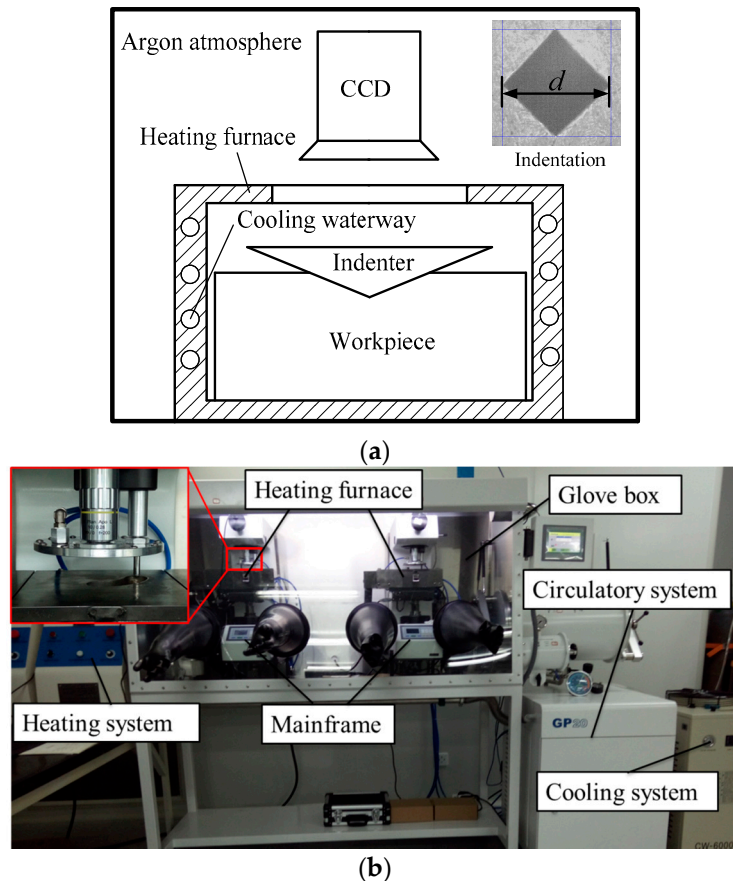 Argon atmosphere
CCD
d
Indentation
Heating furnace
Cooling waterway
Indenter
Workpiece
(a)
Heating furnace
Glove box
Circulatory system
Heating system
Mainframe
GP20
Cooling system
CW-6000
(b)